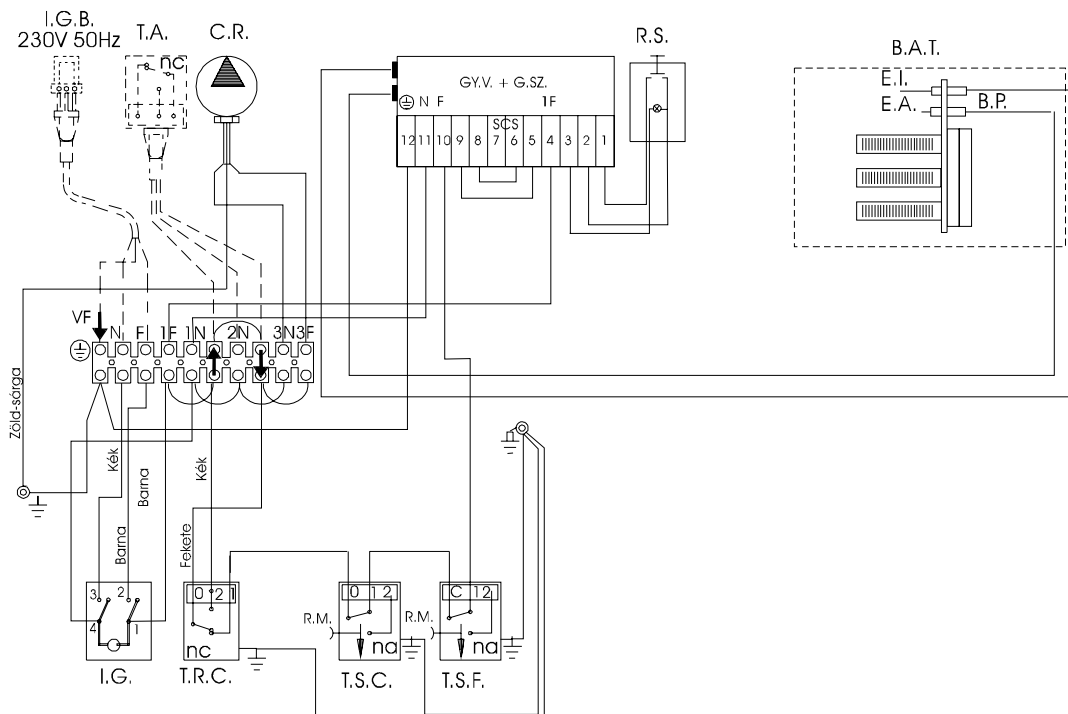 I.G.B.
230V 50Hz
T.A.
C.R.
nc
GY.V. + G.SZ.
N F 1F
SCS
12 11 10 9 8 7 6 5 4 3 2 1
R.S.
B.A.T.
E.I.
E.A.
B.P.
VF
N F 1F 1N 2N 3N 3F
Zöld-sárga
Kék
Barna
Barna
Kék
Fekete
3 2
4 1
I.G.
0 2 1
nc
T.R.C.
0 1 2
R.M.
na
T.S.C.
C 1 2
R.M.
na
T.S.F.